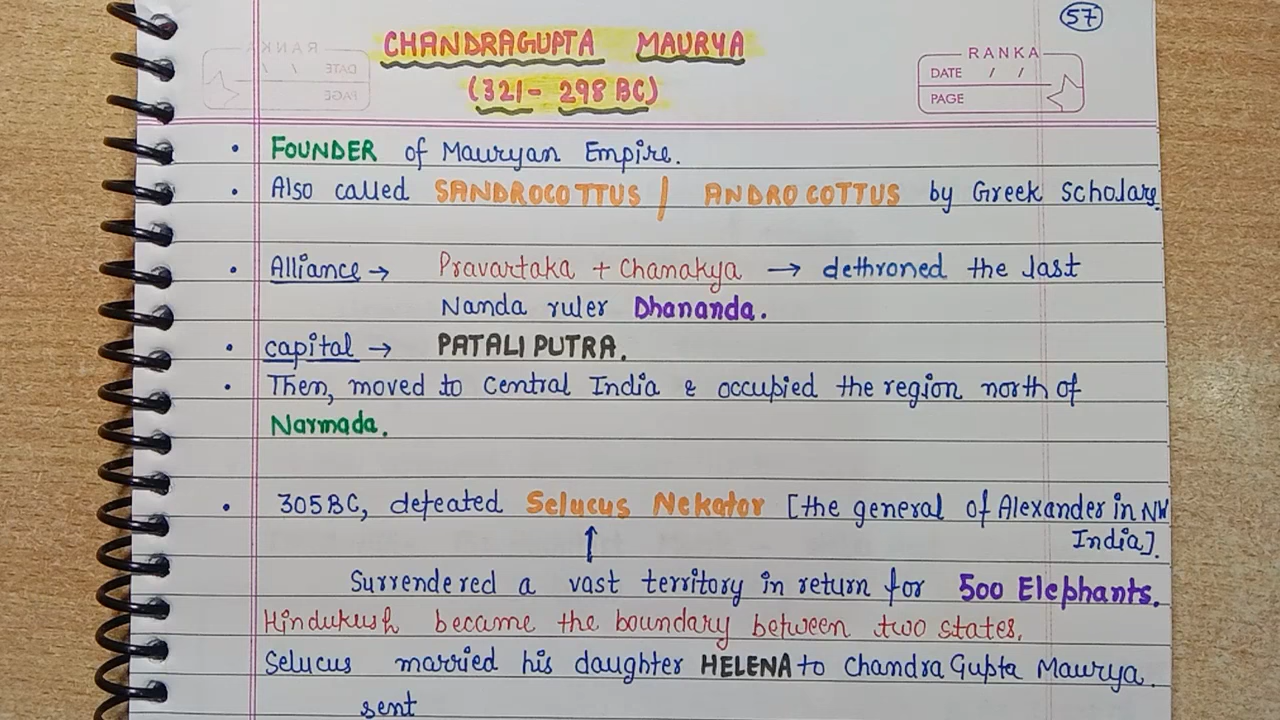 57
CHANDRAGUPTA MAURYA
(321 - 298 BC)
RANKA
DATE / /
PAGE
RANKA
DATE / /
PAGE
• FOUNDER of Mauryan Empire.
• Also called SANDROCOTTUS / ANDROCOTTUS by Greek Scholars.
• Alliance → Pravartaka + Chanakya → dethroned the last
Nanda ruler Dhananda.
• capital → PATALIPUTRA.
• Then, moved to Central India & occupied the region north of
Narmada.
• 305BC, defeated Selucus Nekator [the general of Alexander in NW
India].
↑
Surrendered a vast territory in return for 500 Elephants.
Hindukush became the boundary between two states.
Selucus married his daughter HELENA to Chandra Gupta Maurya.
sent